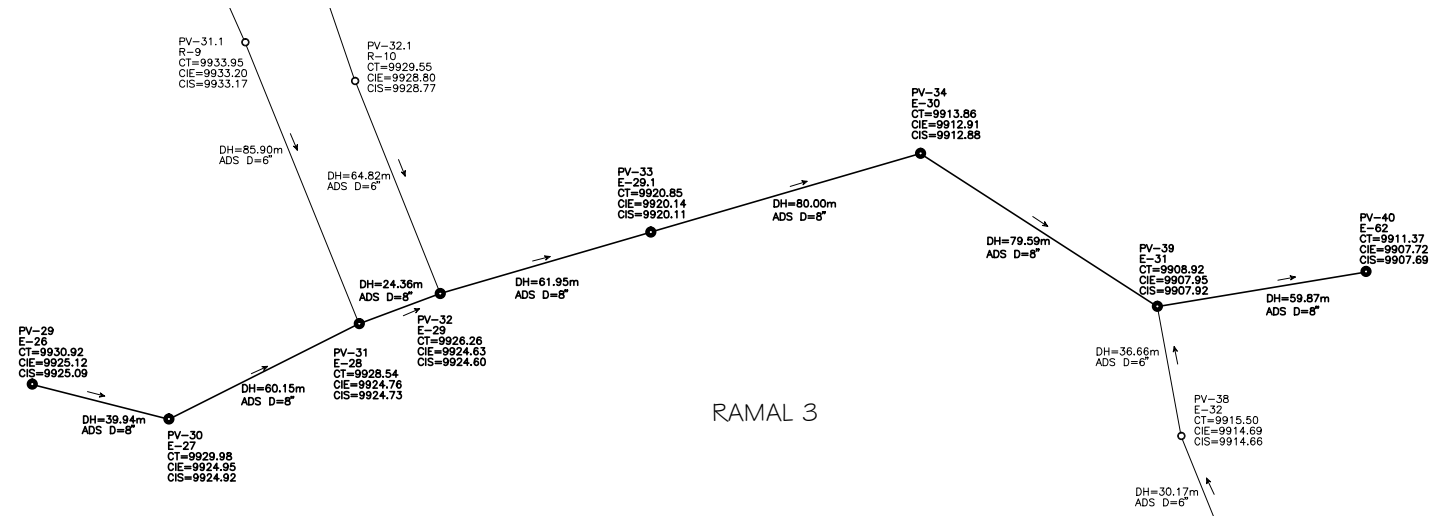 PV-31.1
R-9
CT=9933.95
CIE=9933.20
CIS=9933.17
PV-32.1
R-10
CT=9929.55
CIE=9928.80
CIS=9928.77
DH=85.90m
ADS D=6"
DH=64.82m
ADS D=6"
PV-34
E-30
CT=9913.86
CIE=9912.91
CIS=9912.88
PV-33
E-29.1
CT=9920.85
CIE=9920.14
CIS=9920.11
DH=80.00m
ADS D=8"
DH=79.59m
ADS D=8"
PV-40
E-62
CT=9911.37
CIE=9907.72
CIS=9907.69
PV-39
E-31
CT=9908.92
CIE=9907.95
CIS=9907.92
DH=59.87m
ADS D=8"
DH=24.36m
ADS D=8"
DH=61.95m
ADS D=8"
PV-29
E-26
CT=9930.92
CIE=9925.12
CIS=9925.09
PV-32
E-29
CT=9926.26
CIE=9924.63
CIS=9924.60
PV-31
E-28
CT=9928.54
CIE=9924.76
CIS=9924.73
DH=60.15m
ADS D=8"
DH=39.94m
ADS D=8"
PV-30
E-27
CT=9929.98
CIE=9924.95
CIS=9924.92
RAMAL 3
DH=36.66m
ADS D=6"
PV-38
E-32
CT=9915.50
CIE=9914.69
CIS=9914.66
DH=30.17m
ADS D=6"